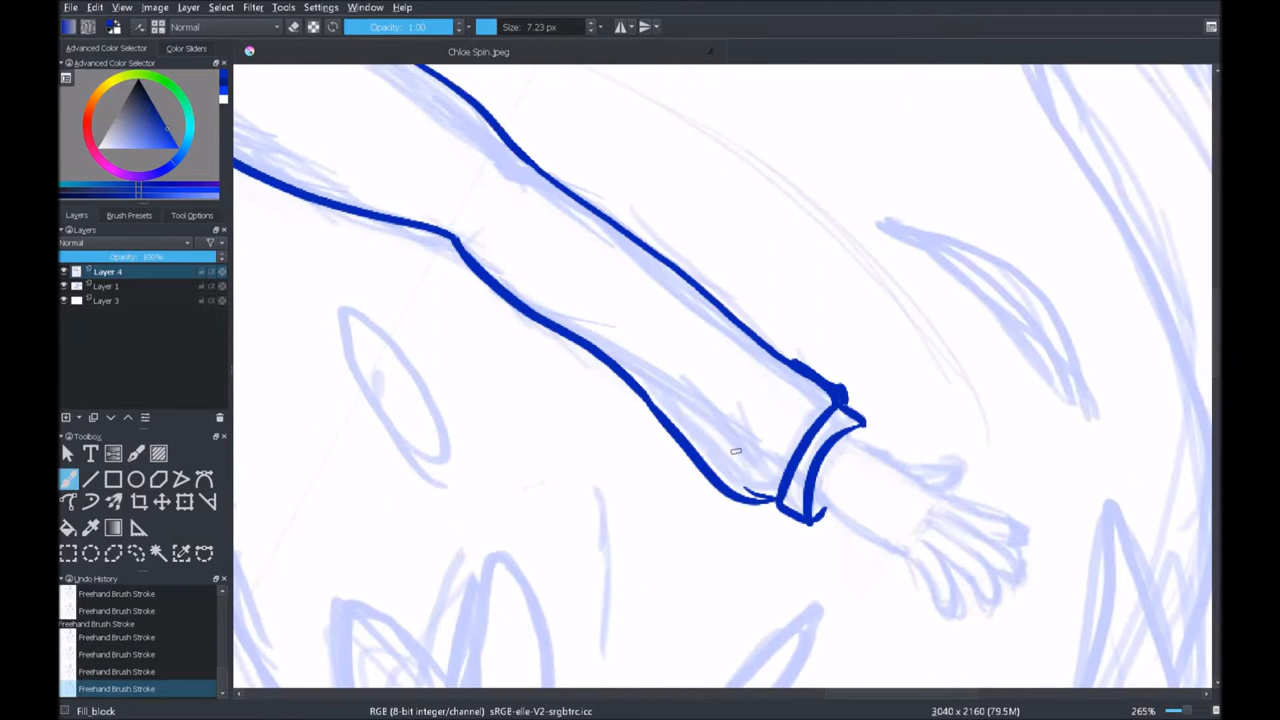 File Edit View Image Layer Select Filter Tools Settings Window Help
Normal Opacity: 1.00 Size: 7.23 px
Advanced Color Selector Color Sliders
Chloe Spin.jpeg
Advanced Color Selector
Layers Brush Presets Tool Options
Layers
Normal
Opacity: 100%
Layer 4
Layer 1
Layer 3
Toolbox
Undo History
Freehand Brush Stroke
Freehand Brush Stroke
Freehand Brush Stroke
Freehand Brush Stroke
Freehand Brush Stroke
Freehand Brush Stroke
Freehand Brush Stroke
Fill_block RGB (8-bit integer/channel) sRGB-elle-V2-srgbtrc.icc 3040 x 2160 (79.5M) 265%